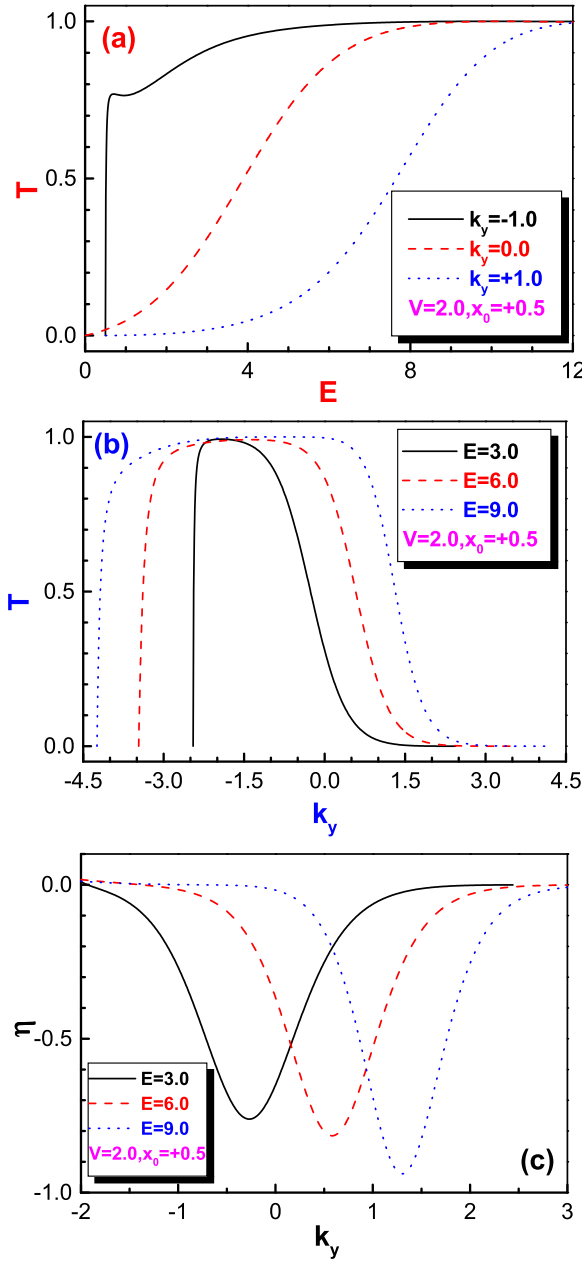 (a)
T
1.0
0.5
0.0
k_y=-1.0
k_y=0.0
k_y=+1.0
V=2.0,x_0=+0.5
0 4 8 12
E
(b)
T
1.0
0.5
0.0
E=3.0
E=6.0
E=9.0
V=2.0,x_0=+0.5
-4.5 -3.0 -1.5 0.0 1.5 3.0 4.5
k_y
η
0.0
-0.5
-1.0
E=3.0
E=6.0
E=9.0
V=2.0,x_0=+0.5
(c)
-2 -1 0 1 2 3
k_y